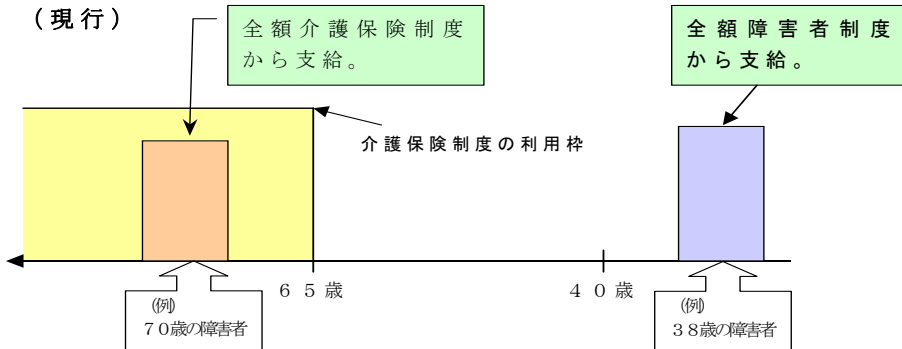 (現行)
全額介護保険制度
から支給。
全額障害者制度
から支給。
介護保険制度の利用枠
65歳
40歳
(例)
70歳の障害者
(例)
38歳の障害者